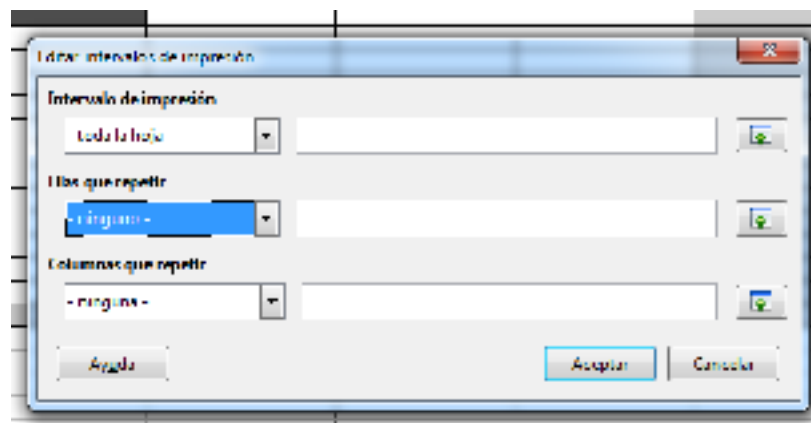 Editar intervalos de impresión
Intervalo de impresión
- toda la hoja -
Filas que repetir
- ninguno -
Columnas que repetir
- ninguna -
Ayuda Aceptar Cancelar